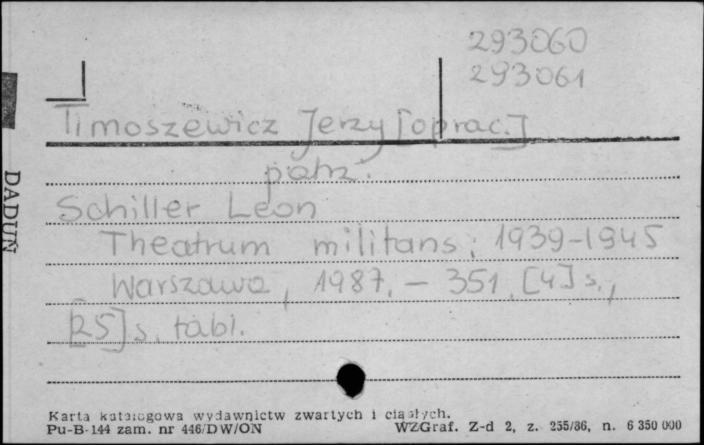 293060
293061
Timoszewicz Jerzy [oprac.]
patrz:
Schiller Leon
Theatrum militans; 1939-1945
Warszawa, 1987. - 351, [4] s.,
[25] s. tabl.
DADUŃ
Karta katalogowa wydawnictw zwartych i ciągłych.
Pu-B-144 zam. nr 446/DW/ON WZGraf. Z-d 2, z. 255/86, n. 6 350 000